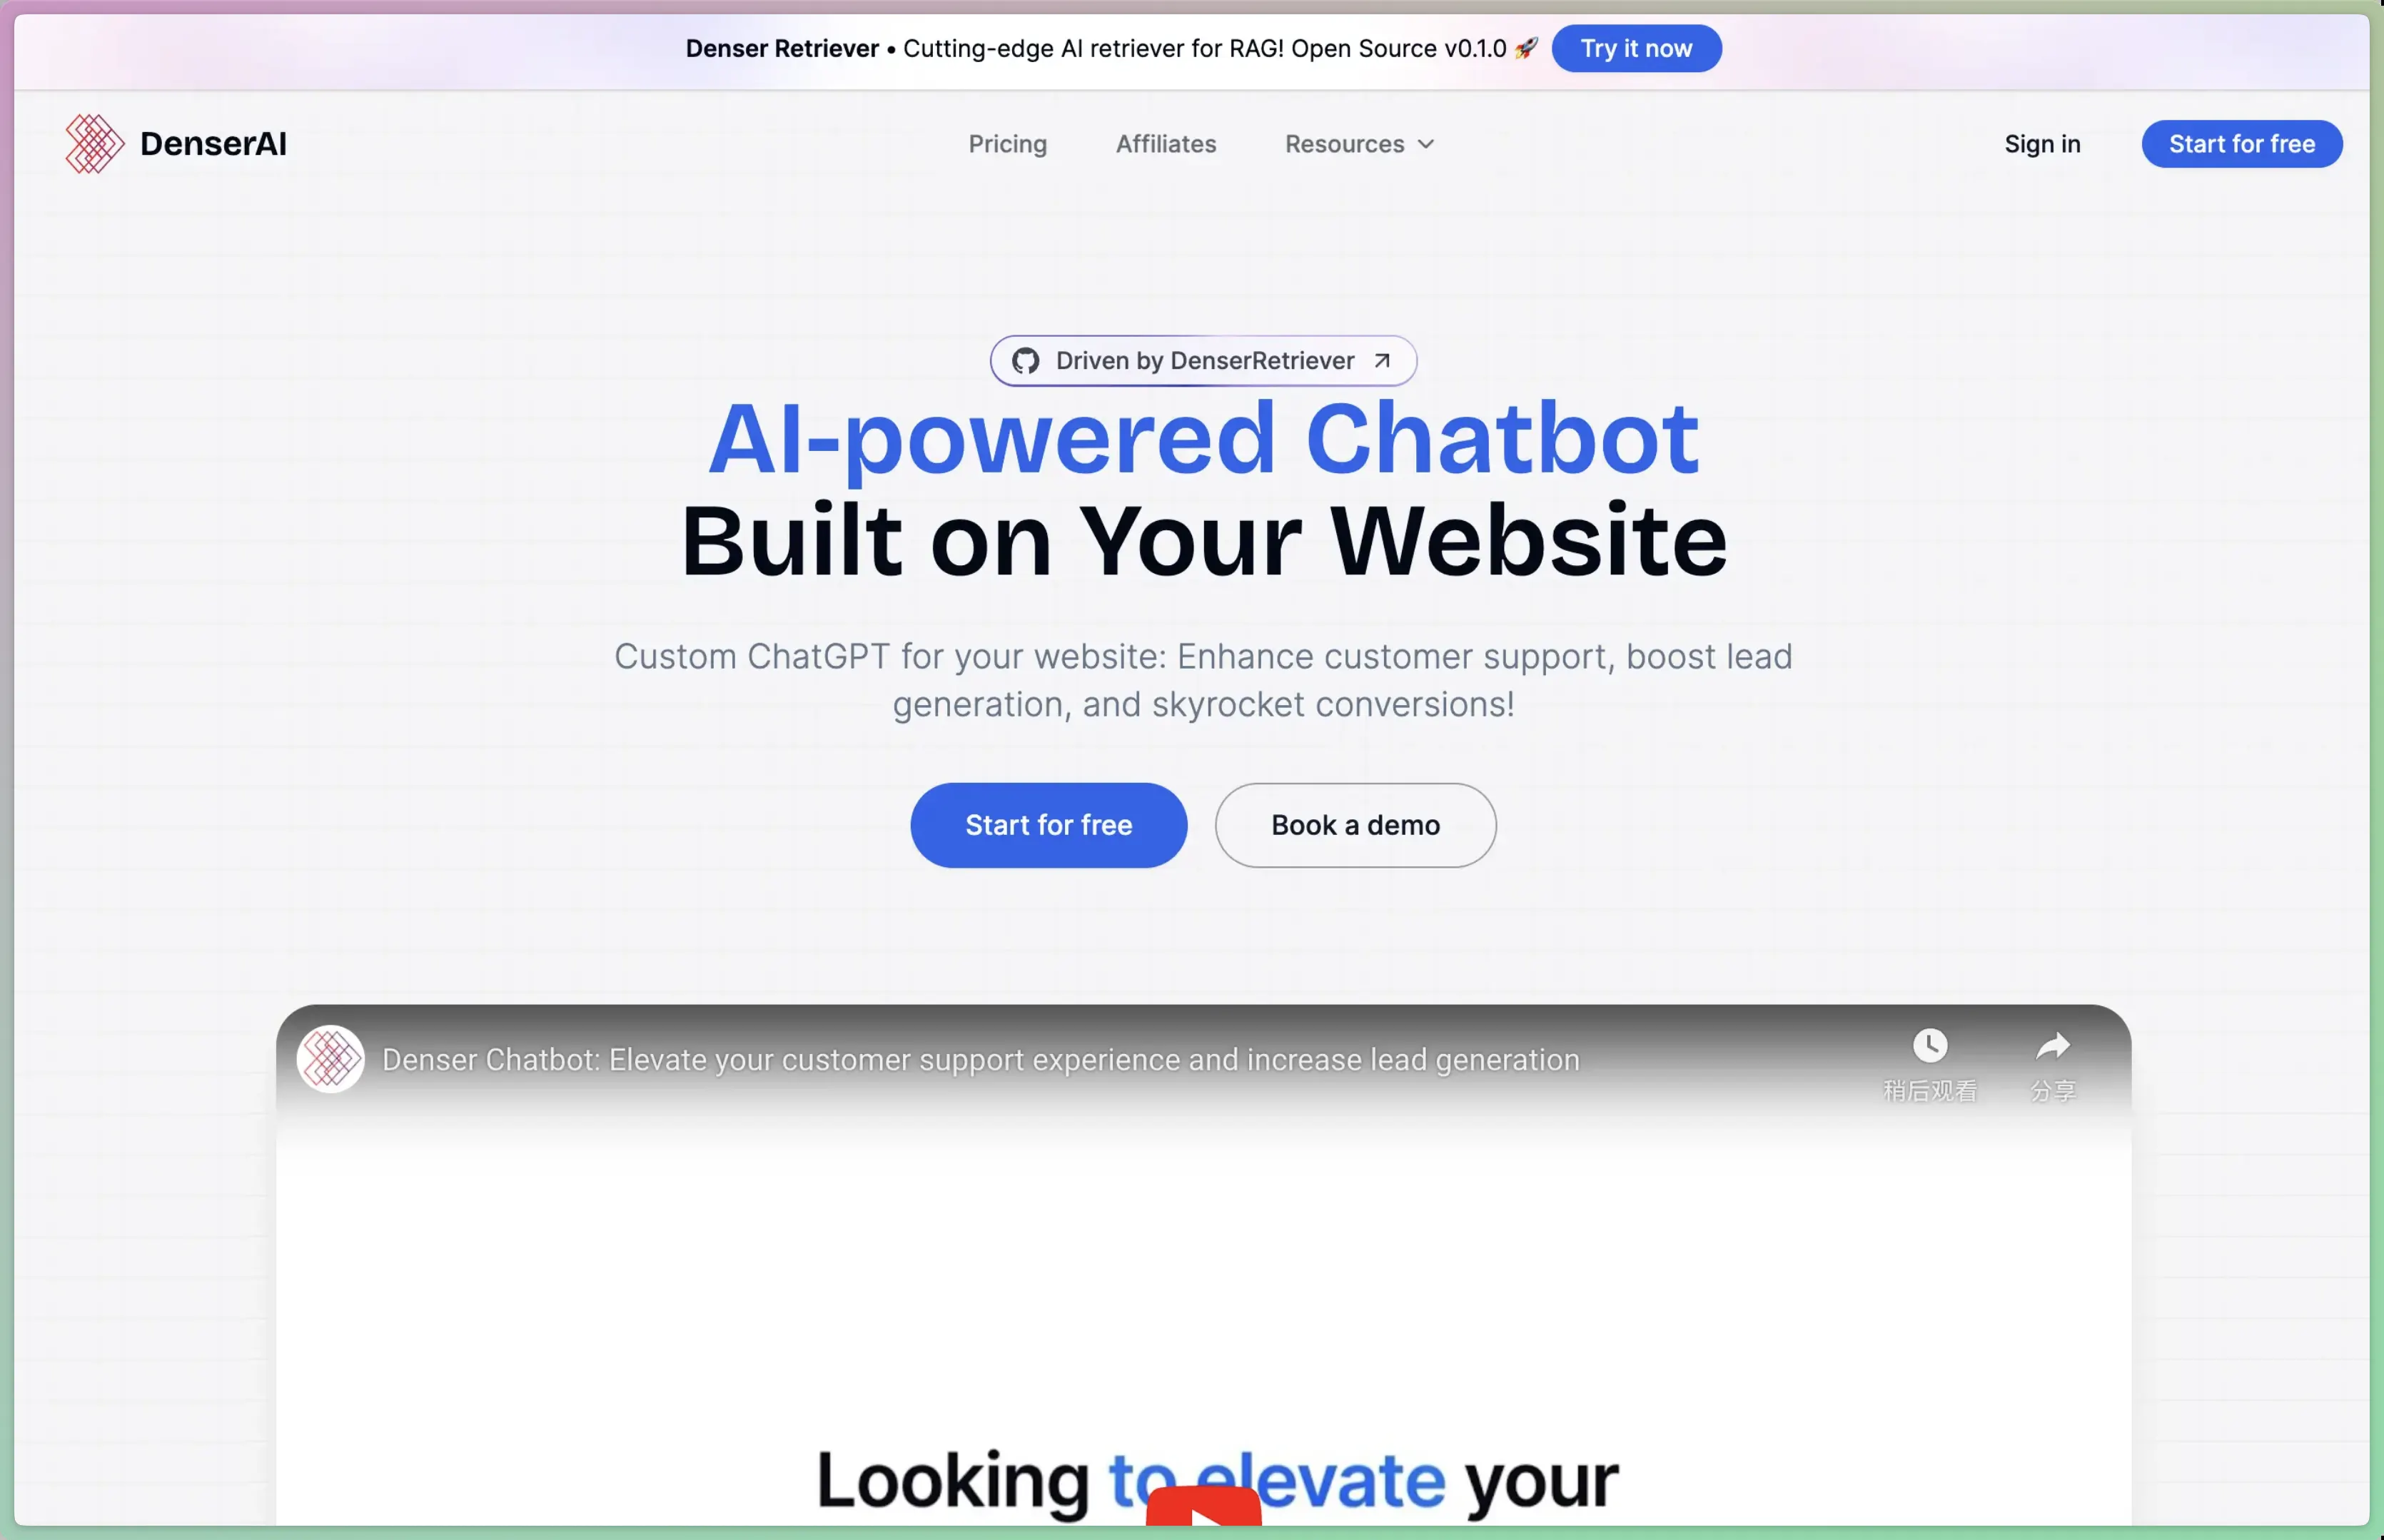 Denser Retriever • Cutting-edge AI retriever for RAG! Open Source v0.1.0 🚀 Try it now
DenserAI Pricing Affiliates Resources Sign in Start for free
Driven by DenserRetriever
AI-powered Chatbot
Built on Your Website
Custom ChatGPT for your website: Enhance customer support, boost lead
generation, and skyrocket conversions!
Start for free Book a demo
Denser Chatbot: Elevate your customer support experience and increase lead generation
稍后观看 分享
Looking to elevate your